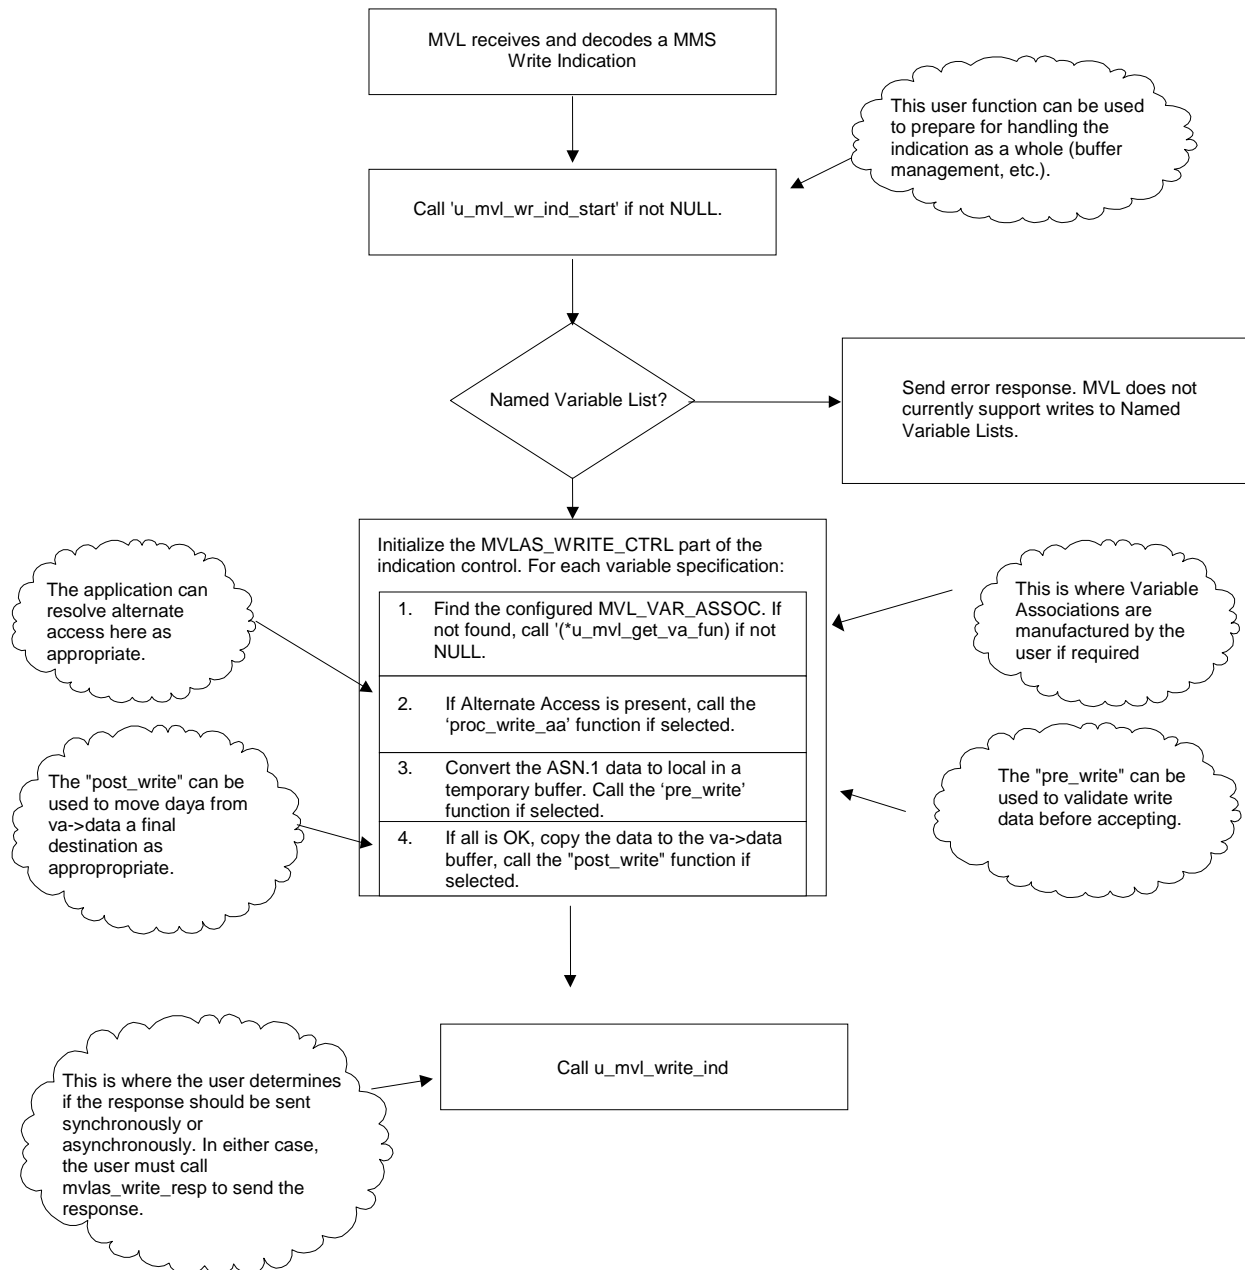 MVL receives and decodes a MMS
Write Indication
This user function can be used
to prepare for handling the
indication as a whole (buffer
management, etc.).
Call 'u_mvl_wr_ind_start' if not NULL.
Named Variable List?
Send error response. MVL does not
currently support writes to Named
Variable Lists.
Initialize the MVLAS_WRITE_CTRL part of the
indication control. For each variable specification:
The application can
resolve alternate
access here as
appropriate.
1. Find the configured MVL_VAR_ASSOC. If
not found, call '(*u_mvl_get_va_fun) if not
NULL.
This is where Variable
Associations are
manufactured by the
user if required
2. If Alternate Access is present, call the
‘proc_write_aa’ function if selected.
3. Convert the ASN.1 data to local in a
temporary buffer. Call the ‘pre_write’
function if selected.
The "post_write" can be
used to move daya from
va->data a final
destination as
appropropriate.
The "pre_write" can be
used to validate write
data before accepting.
4. If all is OK, copy the data to the va->data
buffer, call the "post_write" function if
selected.
Call u_mvl_write_ind
This is where the user determines
if the response should be sent
synchronously or
asynchronously. In either case,
the user must call
mvlas_write_resp to send the
response.